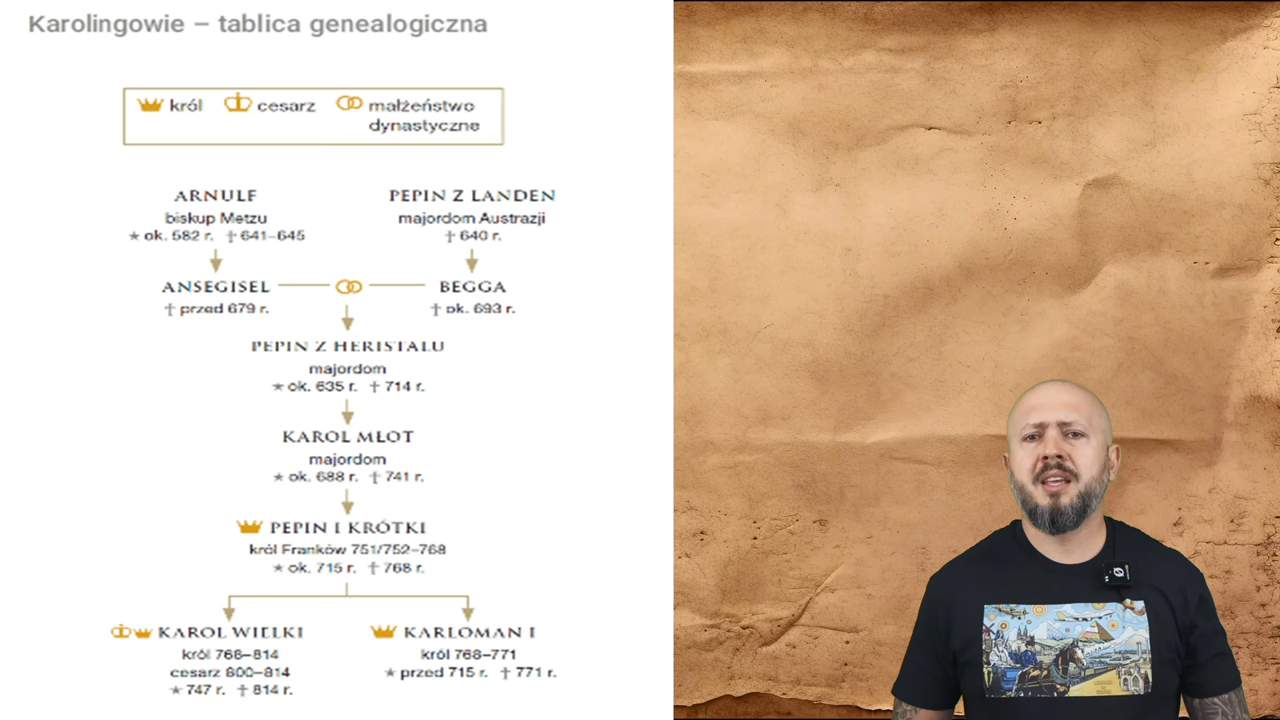 Karolingowie – tablica genealogiczna
król cesarz małżeństwo
dynastyczne
ARNULF
biskup Metzu
★ ok. 582 r. † 641–645
PEPIN Z LANDEN
majordom Austrazji
† 640 r.
ANSEGISEL
† przed 679 r.
BEGGA
† ok. 693 r.
PEPIN Z HERISTALU
majordom
★ ok. 635 r. † 714 r.
KAROL MŁOT
majordom
★ ok. 688 r. † 741 r.
PEPIN I KRÓTKI
król Franków 751/752–768
★ ok. 715 r. † 768 r.
KAROL WIELKI
król 768–814
cesarz 800–814
★ 747 r. † 814 r.
KARLOMAN I
król 768–771
★ przed 715 r. † 771 r.